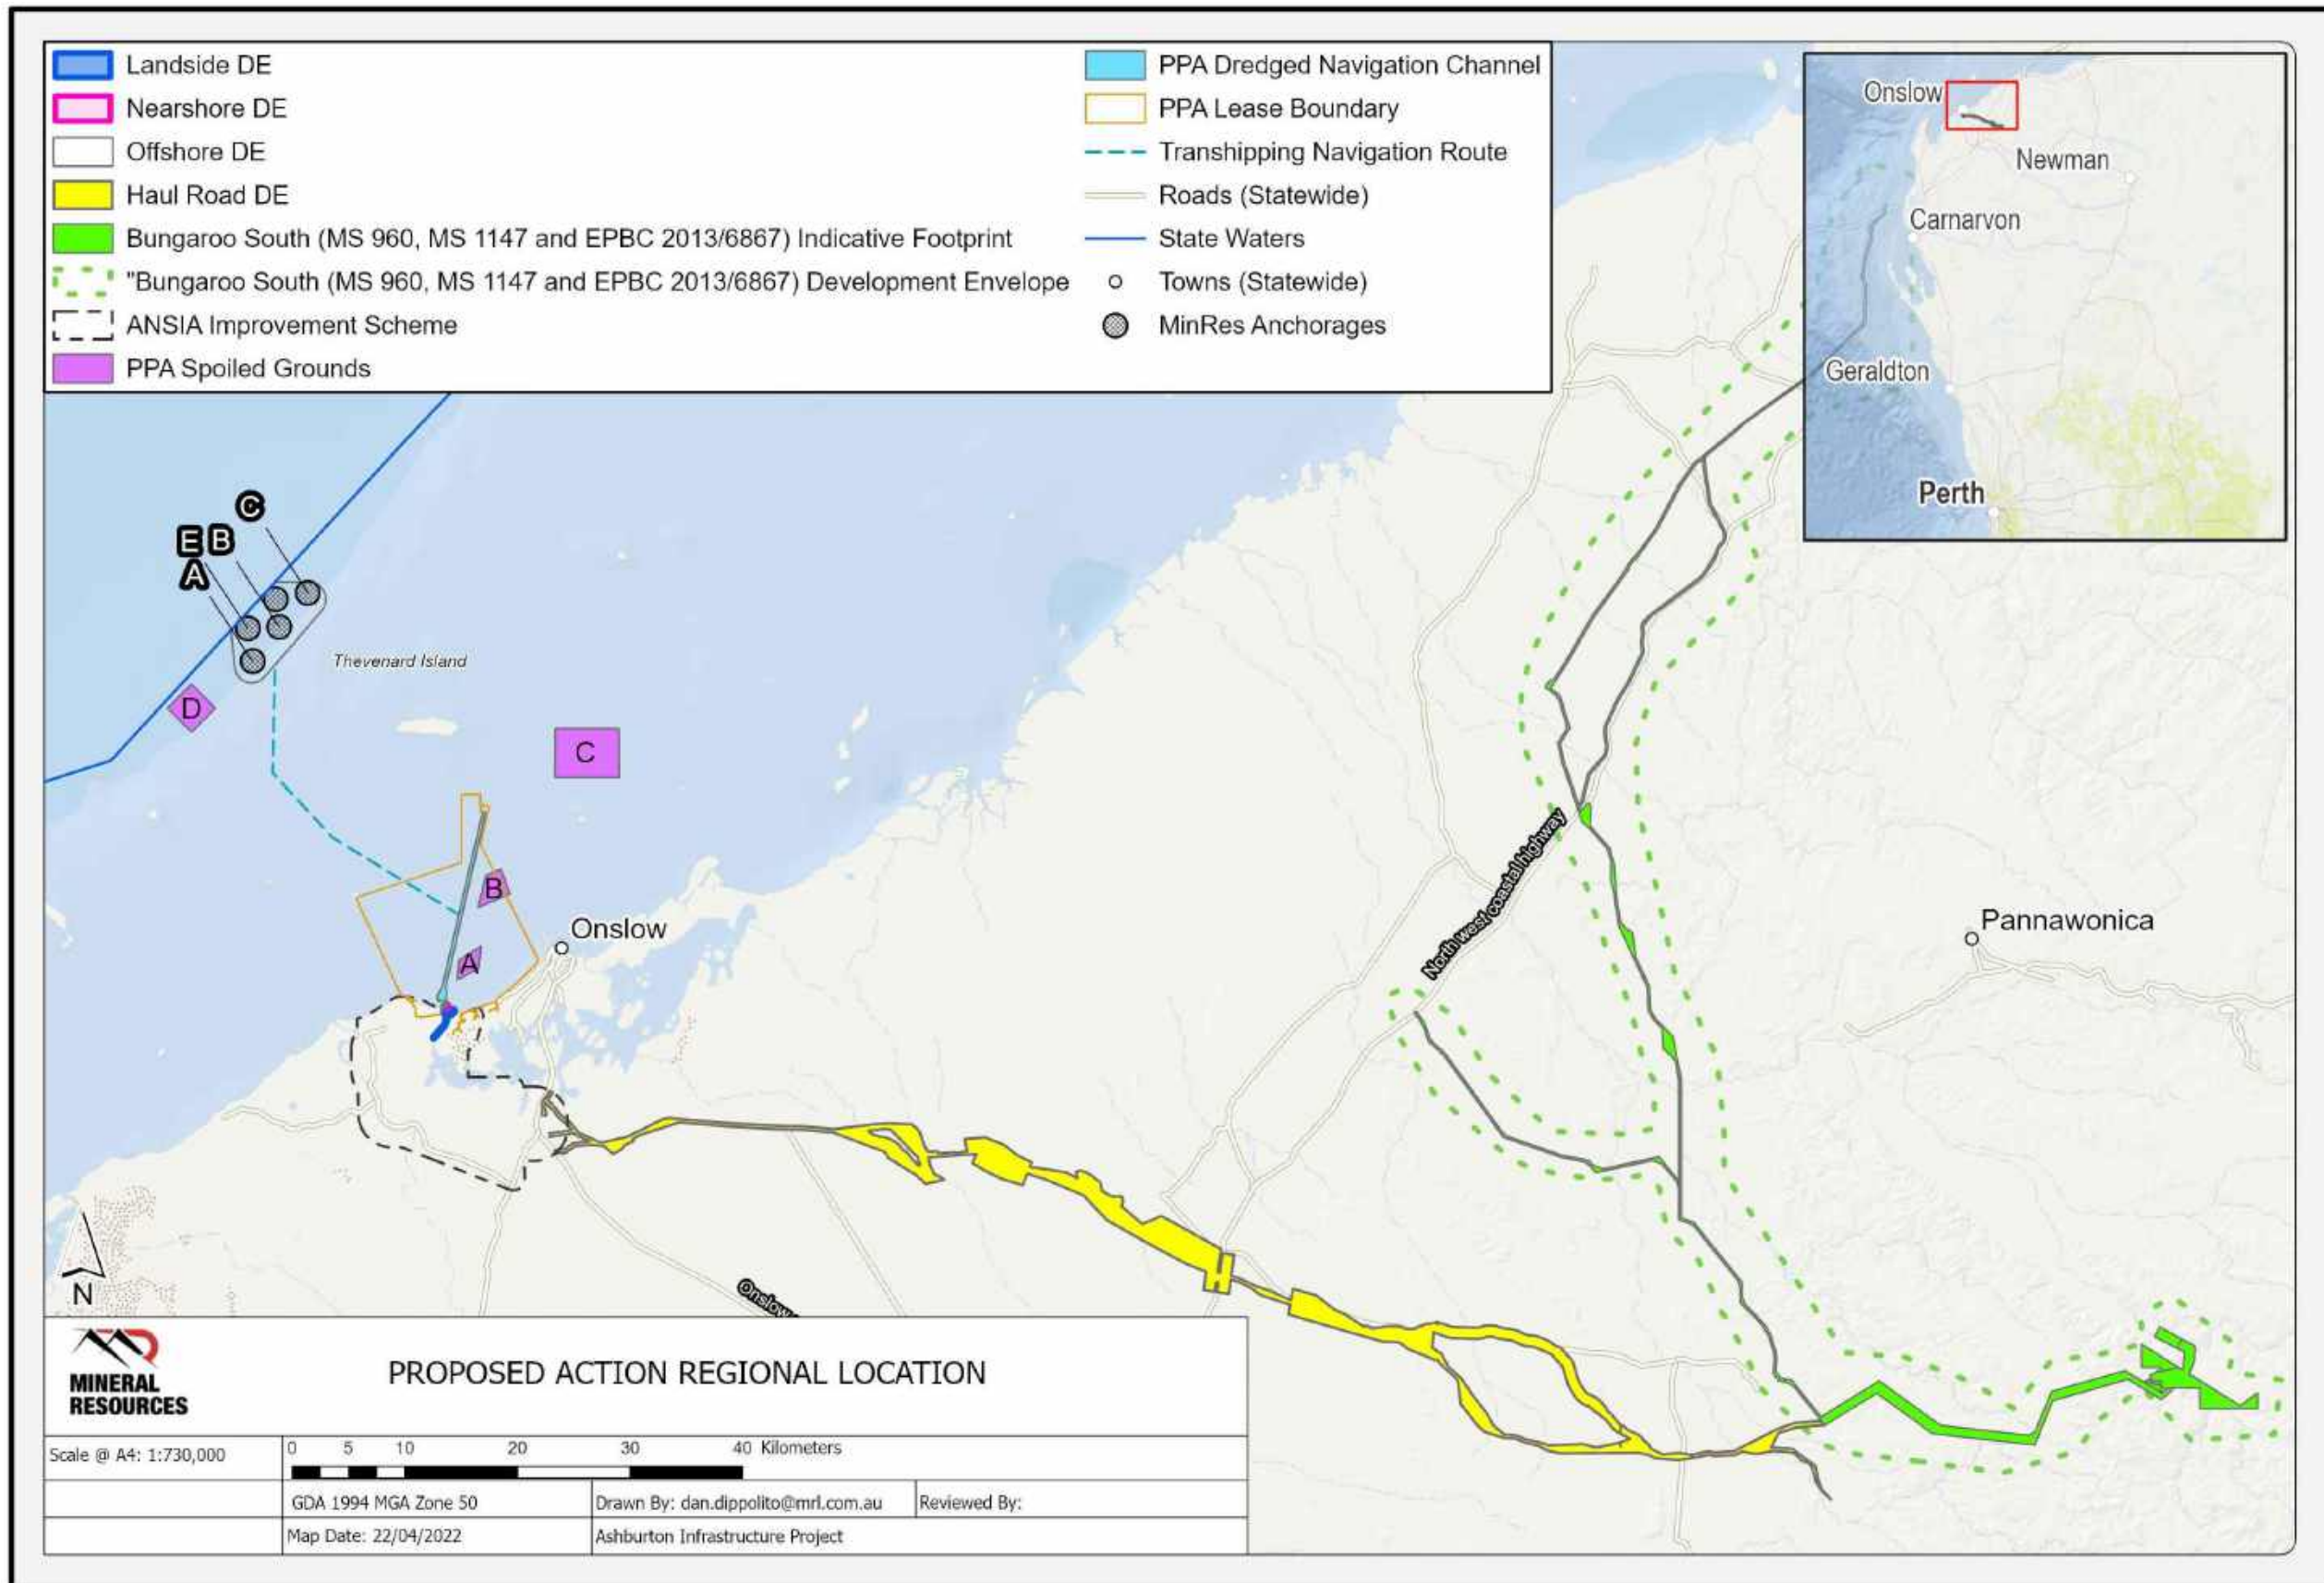 Landside DE
Nearshore DE
Offshore DE
Haul Road DE
Bungaroo South (MS 960, MS 1147 and EPBC 2013/6867) Indicative Footprint
"Bungaroo South (MS 960, MS 1147 and EPBC 2013/6867) Development Envelope
ANSIA Improvement Scheme
PPA Spoiled Grounds
PPA Dredged Navigation Channel
PPA Lease Boundary
Transhipping Navigation Route
Roads (Statewide)
State Waters
Towns (Statewide)
MinRes Anchorages
Onslow
Newman
Carnarvon
Geraldton
Perth
C
E B
A
Thevenard Island
D
C
B
A
Onslow
North west coastal highway
Pannawonica
Onslow
N
MINERAL
RESOURCES
PROPOSED ACTION REGIONAL LOCATION
Scale @ A4: 1:730,000
0 5 10 20 30 40 Kilometers
GDA 1994 MGA Zone 50
Drawn By: dan.dippolito@mrl.com.au
Reviewed By:
Map Date: 22/04/2022
Ashburton Infrastructure Project